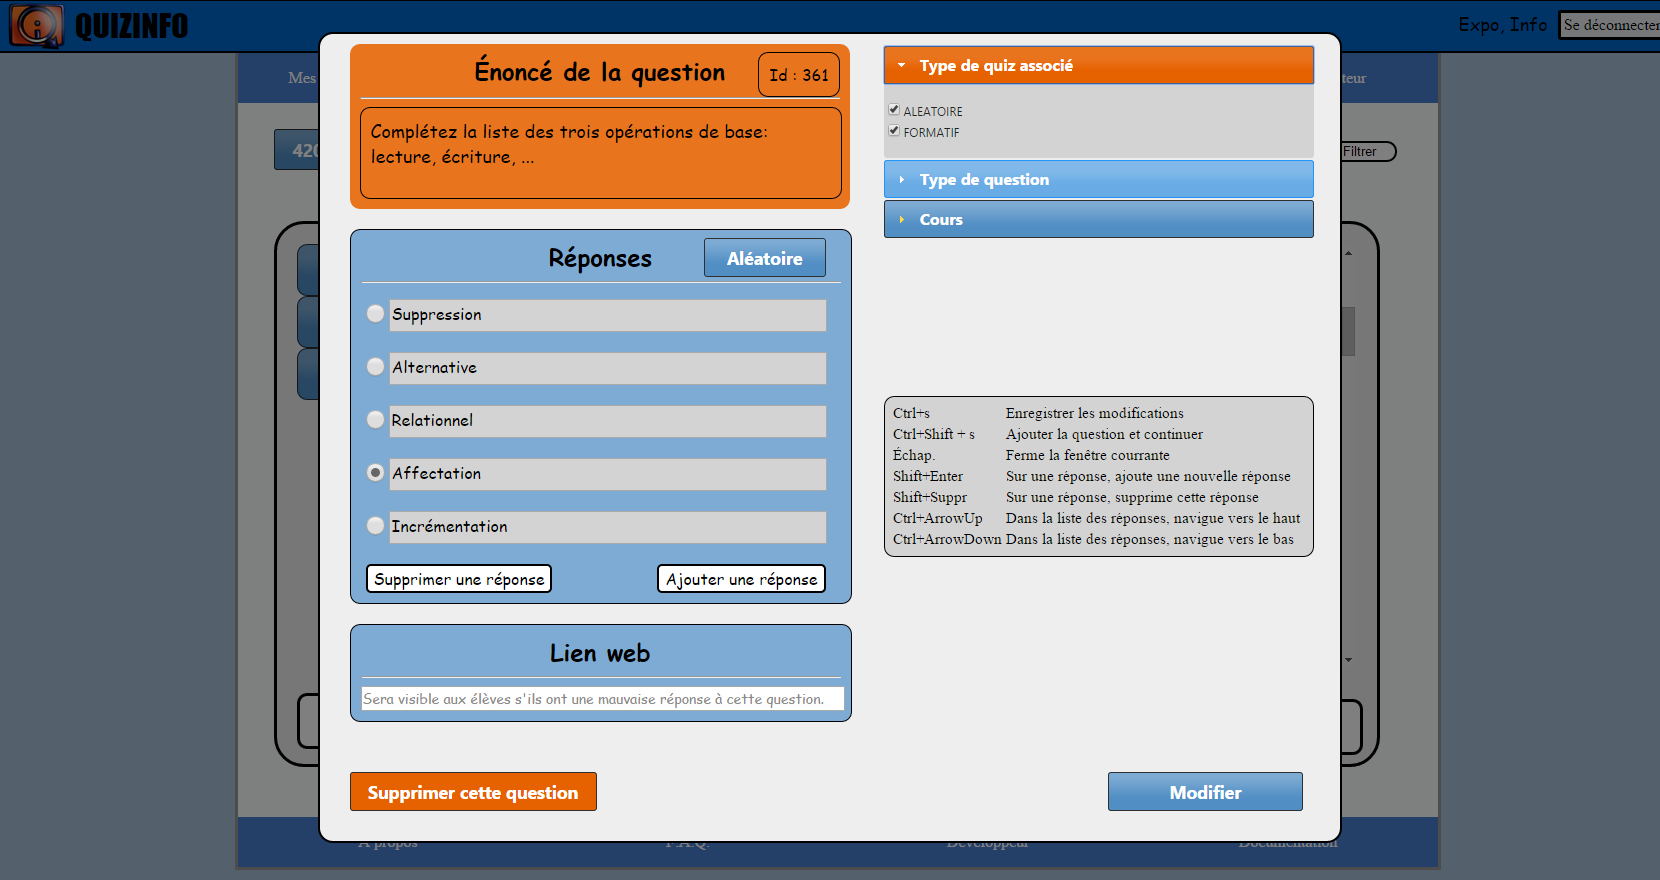 QUIZINFO
Expo, Info
Se déconnecter
Mes
teur
420
Filtrer
Énoncé de la question
Id : 361
Complétez la liste des trois opérations de base:
lecture, écriture, ...
Type de quiz associé
ALEATOIRE
FORMATIF
Type de question
Cours
Réponses
Aléatoire
Suppression
Alternative
Relationnel
Affectation
Incrémentation
Supprimer une réponse
Ajouter une réponse
Ctrl+s Enregistrer les modifications
Ctrl+Shift + s Ajouter la question et continuer
Échap. Ferme la fenêtre courrante
Shift+Enter Sur une réponse, ajoute une nouvelle réponse
Shift+Suppr Sur une réponse, supprime cette réponse
Ctrl+ArrowUp Dans la liste des réponses, navigue vers le haut
Ctrl+ArrowDown Dans la liste des réponses, navigue vers le bas
Lien web
Sera visible aux élèves s'ils ont une mauvaise réponse à cette question.
Supprimer cette question
Modifier
A propos
F.A.Q.
Développeur
Documentation